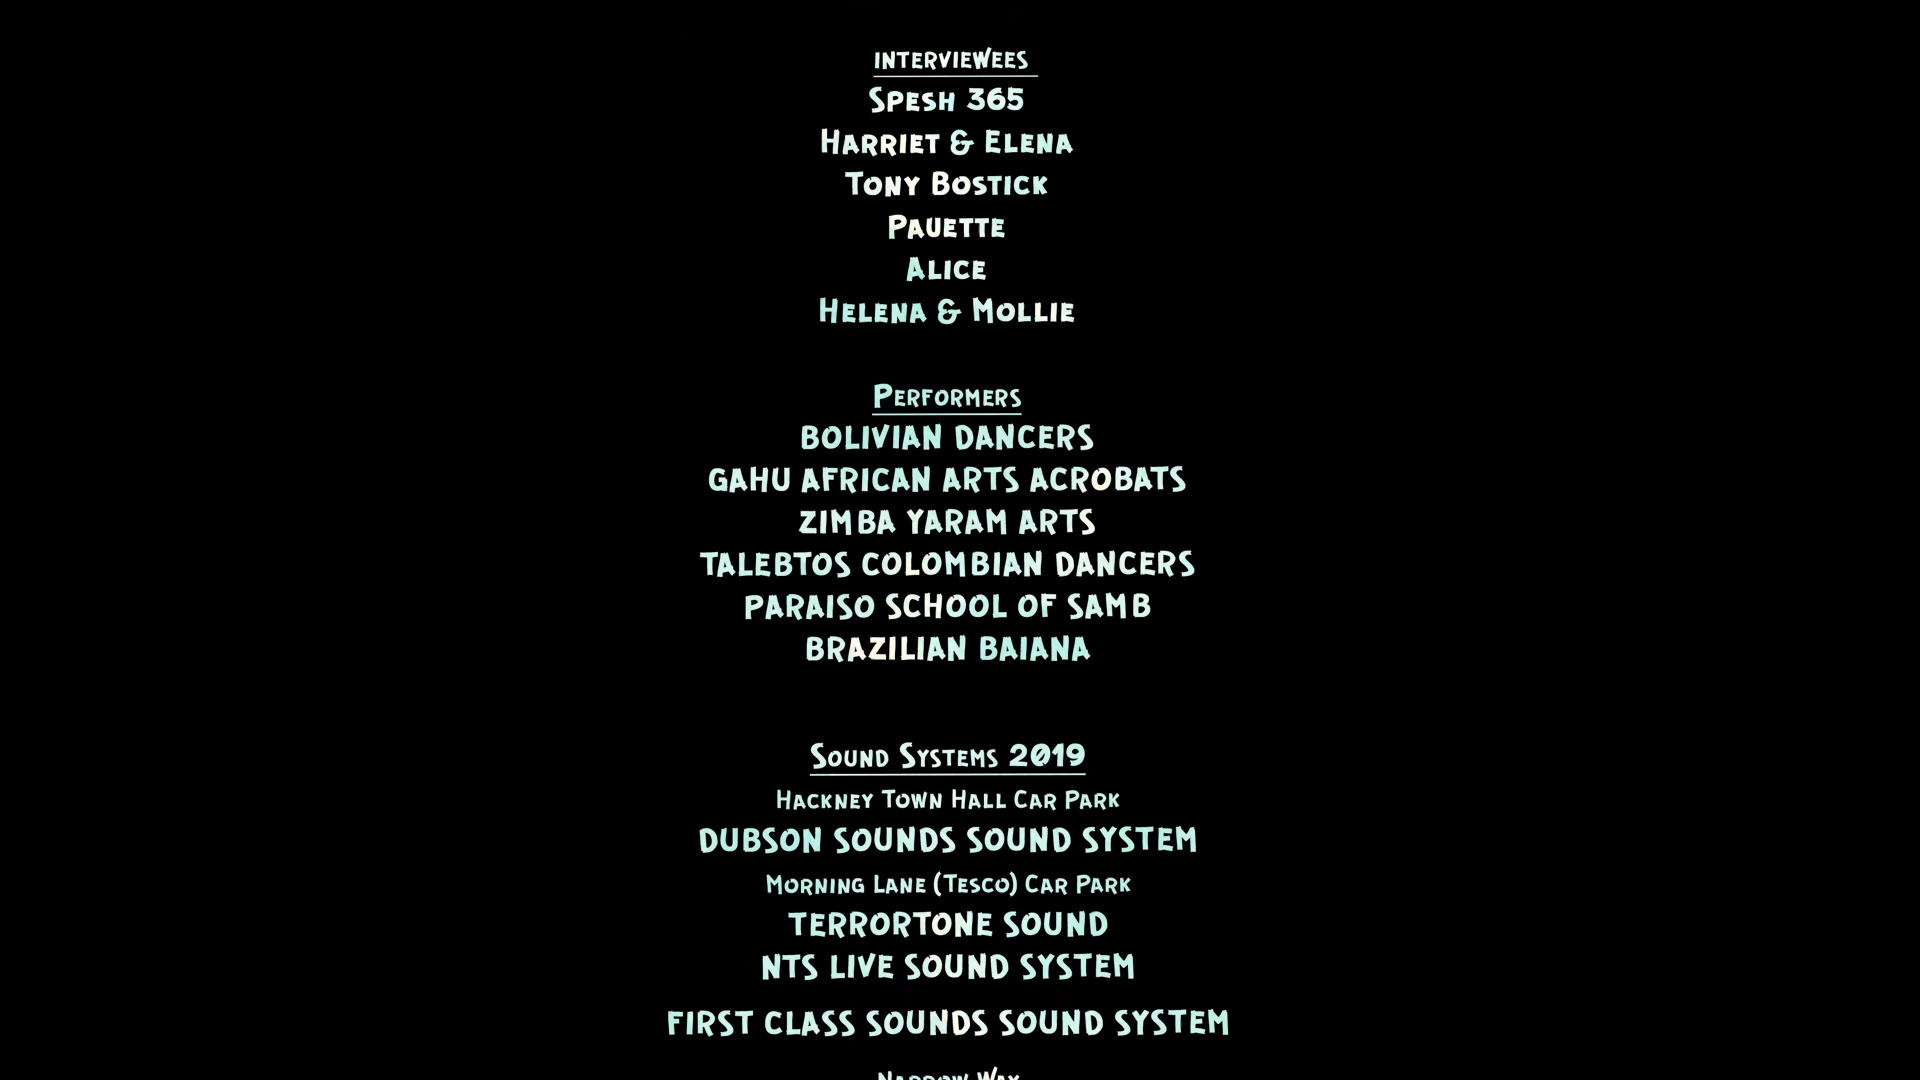 INTERVIEWEES
SPESH 365
HARRIET & ELENA
TONY BOSTICK
PAUETTE
ALICE
HELENA & MOLLIE
PERFORMERS
BOLIVIAN DANCERS
GAHU AFRICAN ARTS ACROBATS
ZIMBA YARAM ARTS
TALEBTOS COLOMBIAN DANCERS
PARAISO SCHOOL OF SAMB
BRAZILIAN BAIANA
SOUND SYSTEMS 2019
HACKNEY TOWN HALL CAR PARK
DUBSON SOUNDS SOUND SYSTEM
MORNING LANE (TESCO) CAR PARK
TERRORTONE SOUND
NTS LIVE SOUND SYSTEM
FIRST CLASS SOUNDS SOUND SYSTEM
NARROW WAY